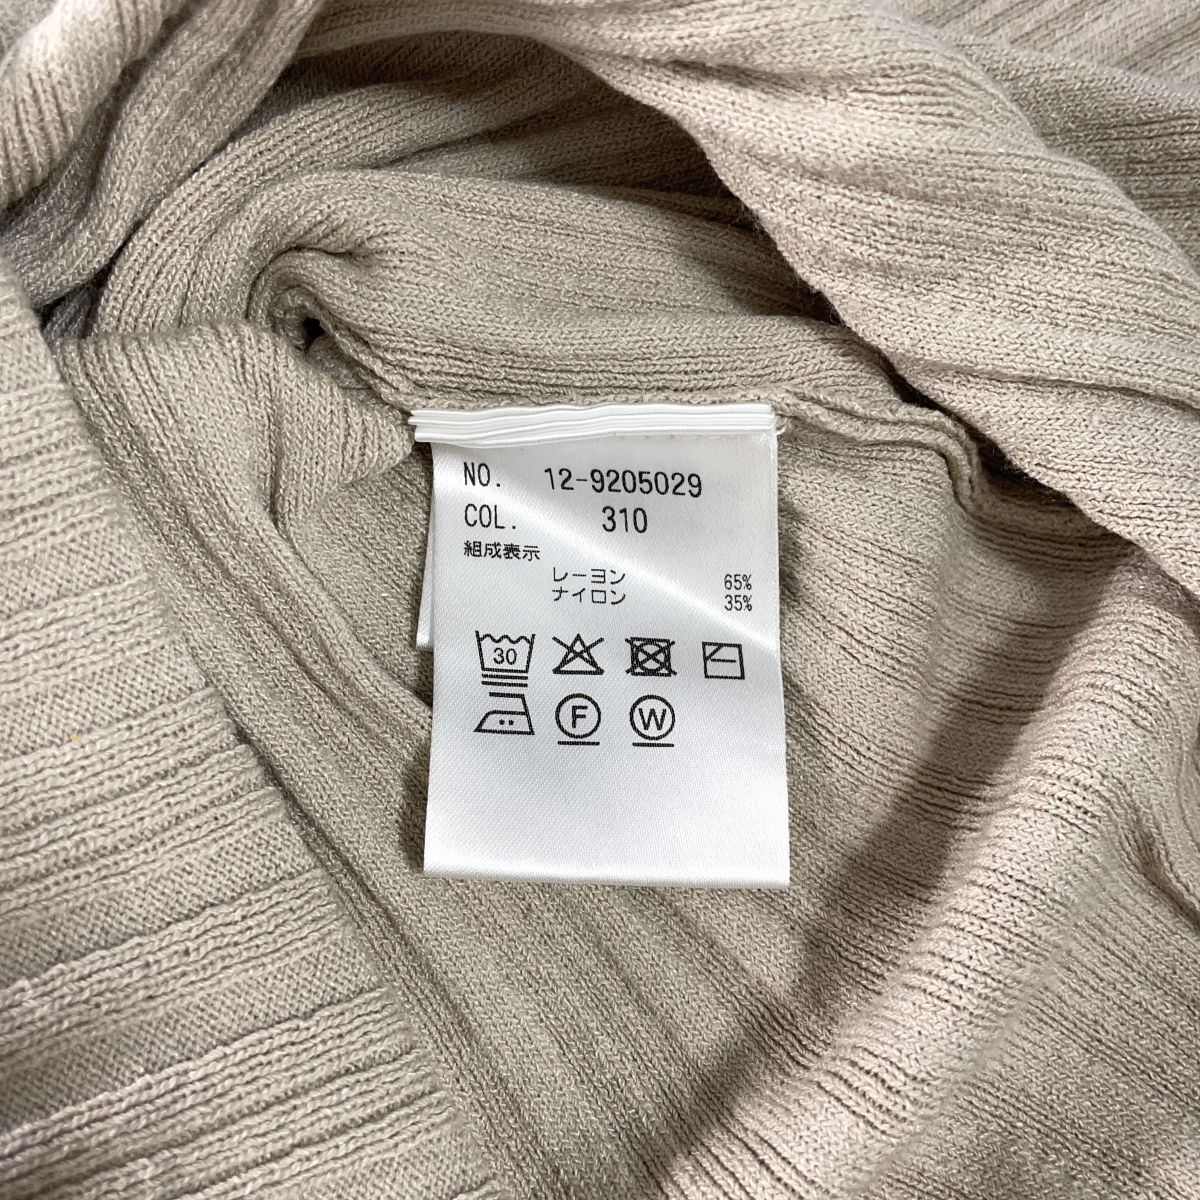 NO. 12-9205029
COL. 310
組成表示
レーヨン 65%
ナイロン 35%
30
F W